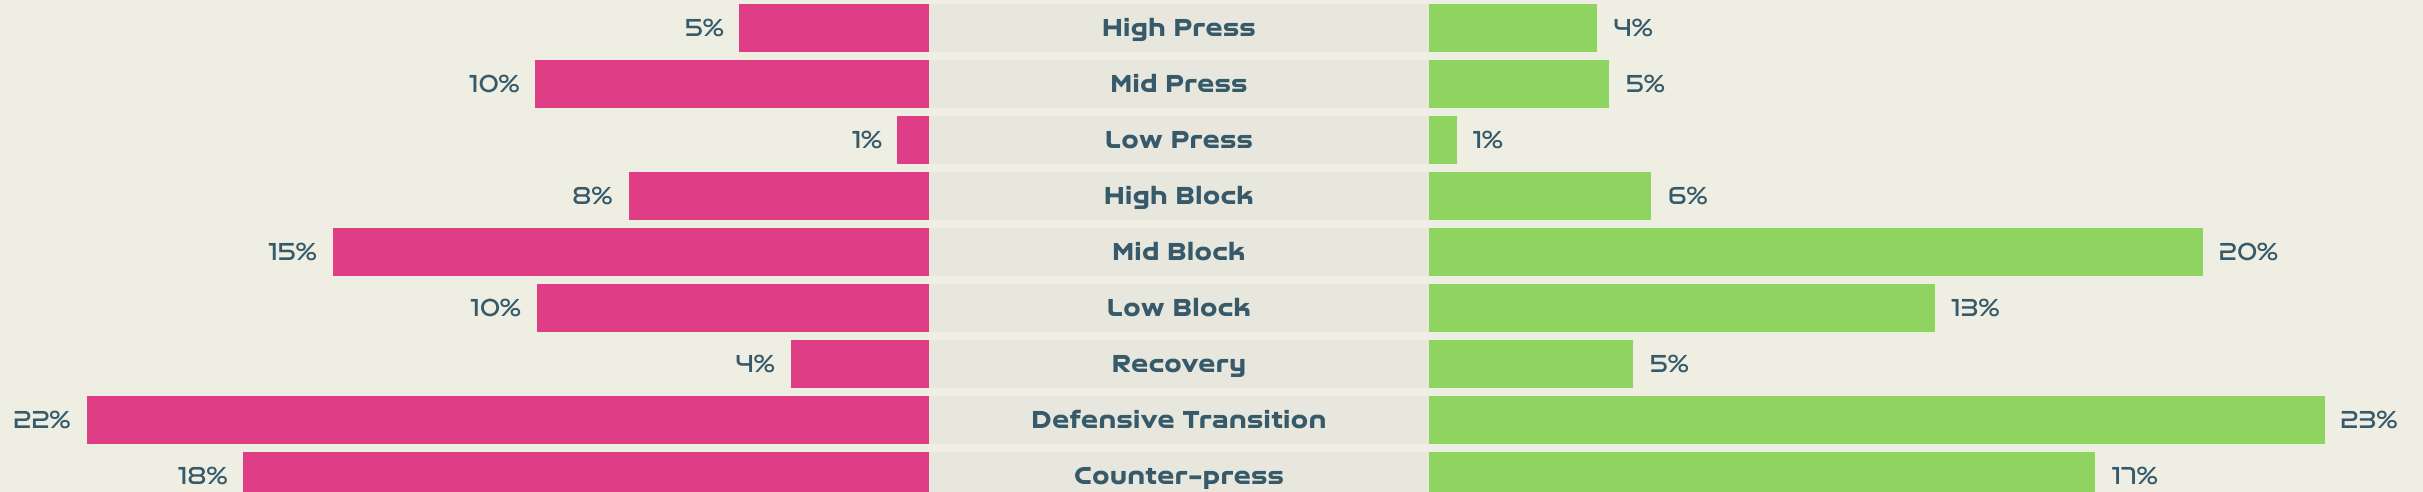 5% High Press 4%
10% Mid Press 5%
1% Low Press 1%
8% High Block 6%
15% Mid Block 20%
10% Low Block 13%
4% Recovery 5%
22% Defensive Transition 23%
18% Counter-press 17%